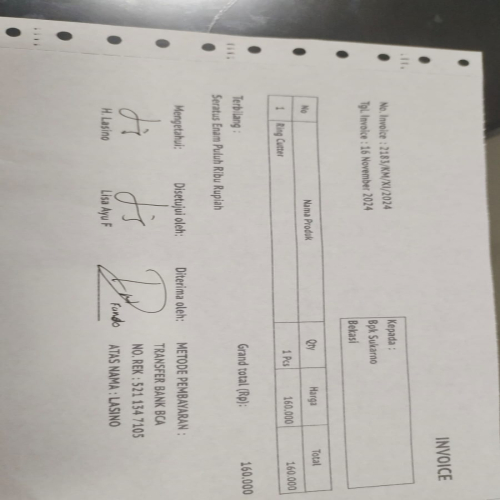 INVOICE
No. Invoice : 2183/KM/XI/2024
Tgl. Invoice : 16 November 2024
Kepada :
Bpk Sukarno
Bekasi
No Nama Produk Qty Harga Total
1 Ring Cutter 1 Pcs 160.000 160.000
Grand total (Rp): 160.000
Terbilang :
Seratus Enam Puluh Ribu Rupiah
Mengetahui: Disetujui oleh: Diterima oleh:
H.Lasino Lisa Ayu F Fundo
METODE PEMBAYARAN :
TRANSFER BANK BCA
NO. REK : 521 134 7105
ATAS NAMA : LASINO